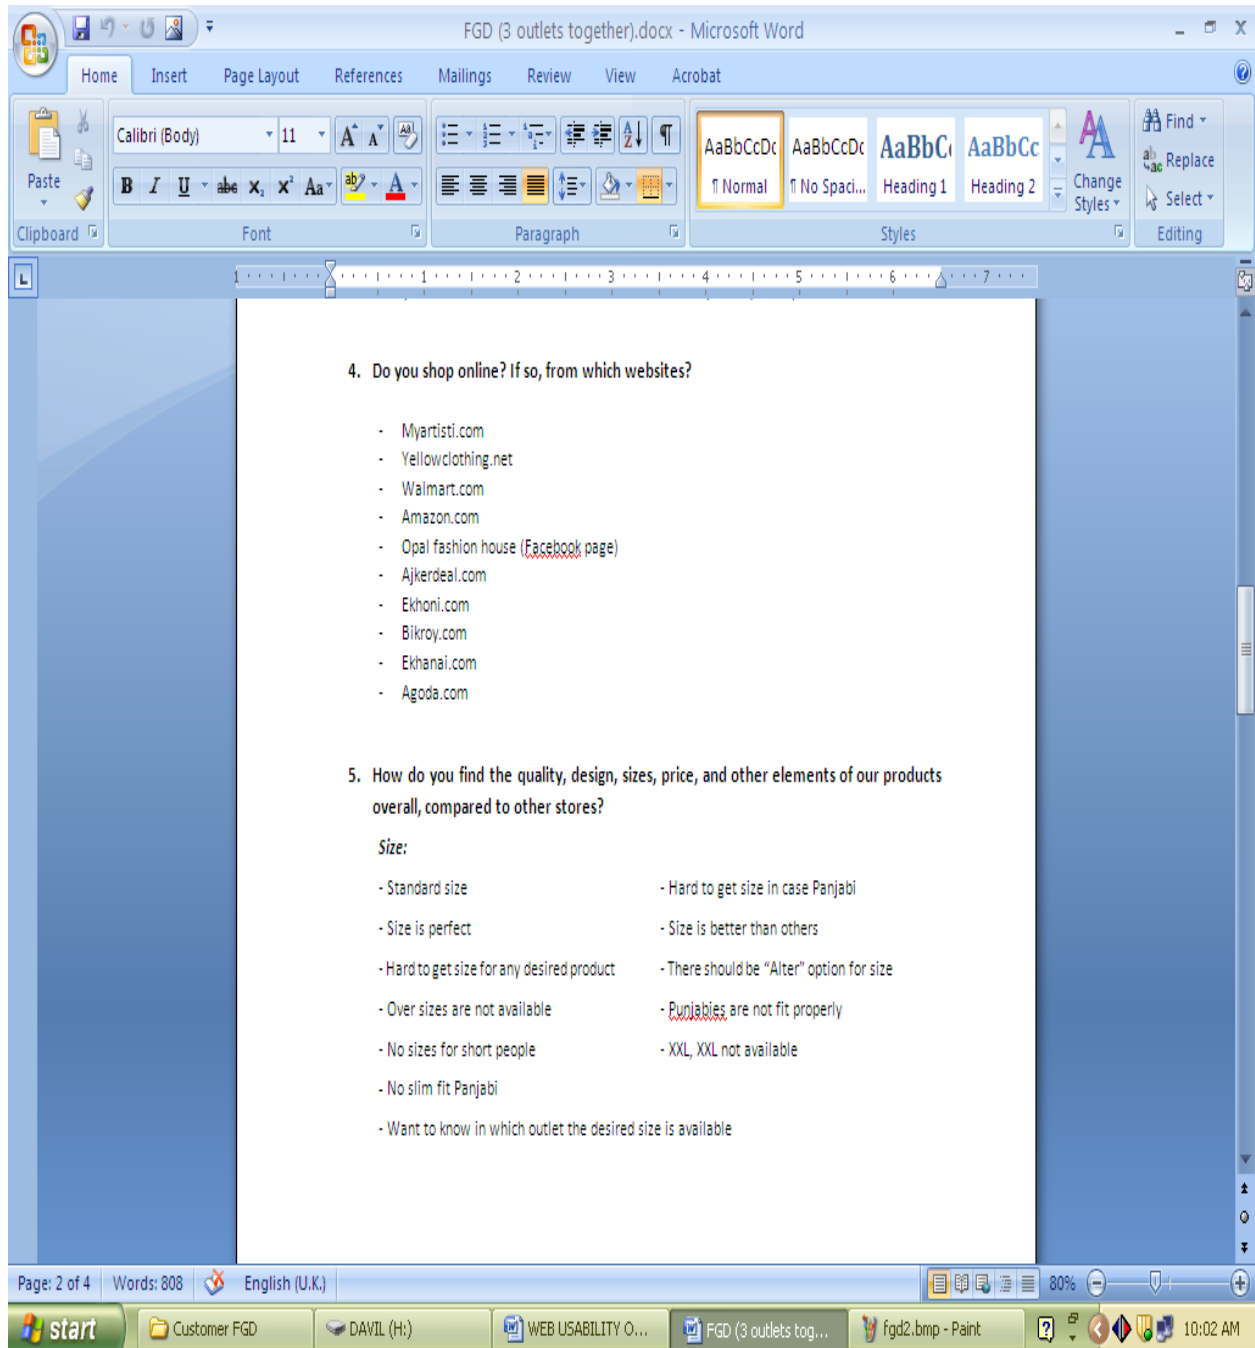 FGD (3 outlets together).docx - Microsoft Word
Home Insert Page Layout References Mailings Review View Acrobat
Calibri (Body) 11
Paste
Clipboard
Font
Paragraph
AaBbCcDc AaBbCcDc AaBbC AaBbCc
¶ Normal ¶ No Spaci... Heading 1 Heading 2
Change Styles
Styles
Find
Replace
Select
Editing
1 1 2 3 4 5 6 7
4. Do you shop online? If so, from which websites?
- Myartisti.com
- Yellowclothing.net
- Walmart.com
- Amazon.com
- Opal fashion house (Facebook page)
- Ajkerdeal.com
- Ekhoni.com
- Bikroy.com
- Ekhanai.com
- Agoda.com
5. How do you find the quality, design, sizes, price, and other elements of our products
overall, compared to other stores?
Size:
- Standard size - Hard to get size in case Panjabi
- Size is perfect - Size is better than others
- Hard to get size for any desired product - There should be “Alter” option for size
- Over sizes are not available - Punjabies are not fit properly
- No sizes for short people - XXL, XXL not available
- No slim fit Panjabi
- Want to know in which outlet the desired size is available
Page: 2 of 4 Words: 808 English (U.K.) 80%
start Customer FGD DAVIL (H:) WEB USABILITY O... FGD (3 outlets tog... fgd2.bmp - Paint 10:02 AM